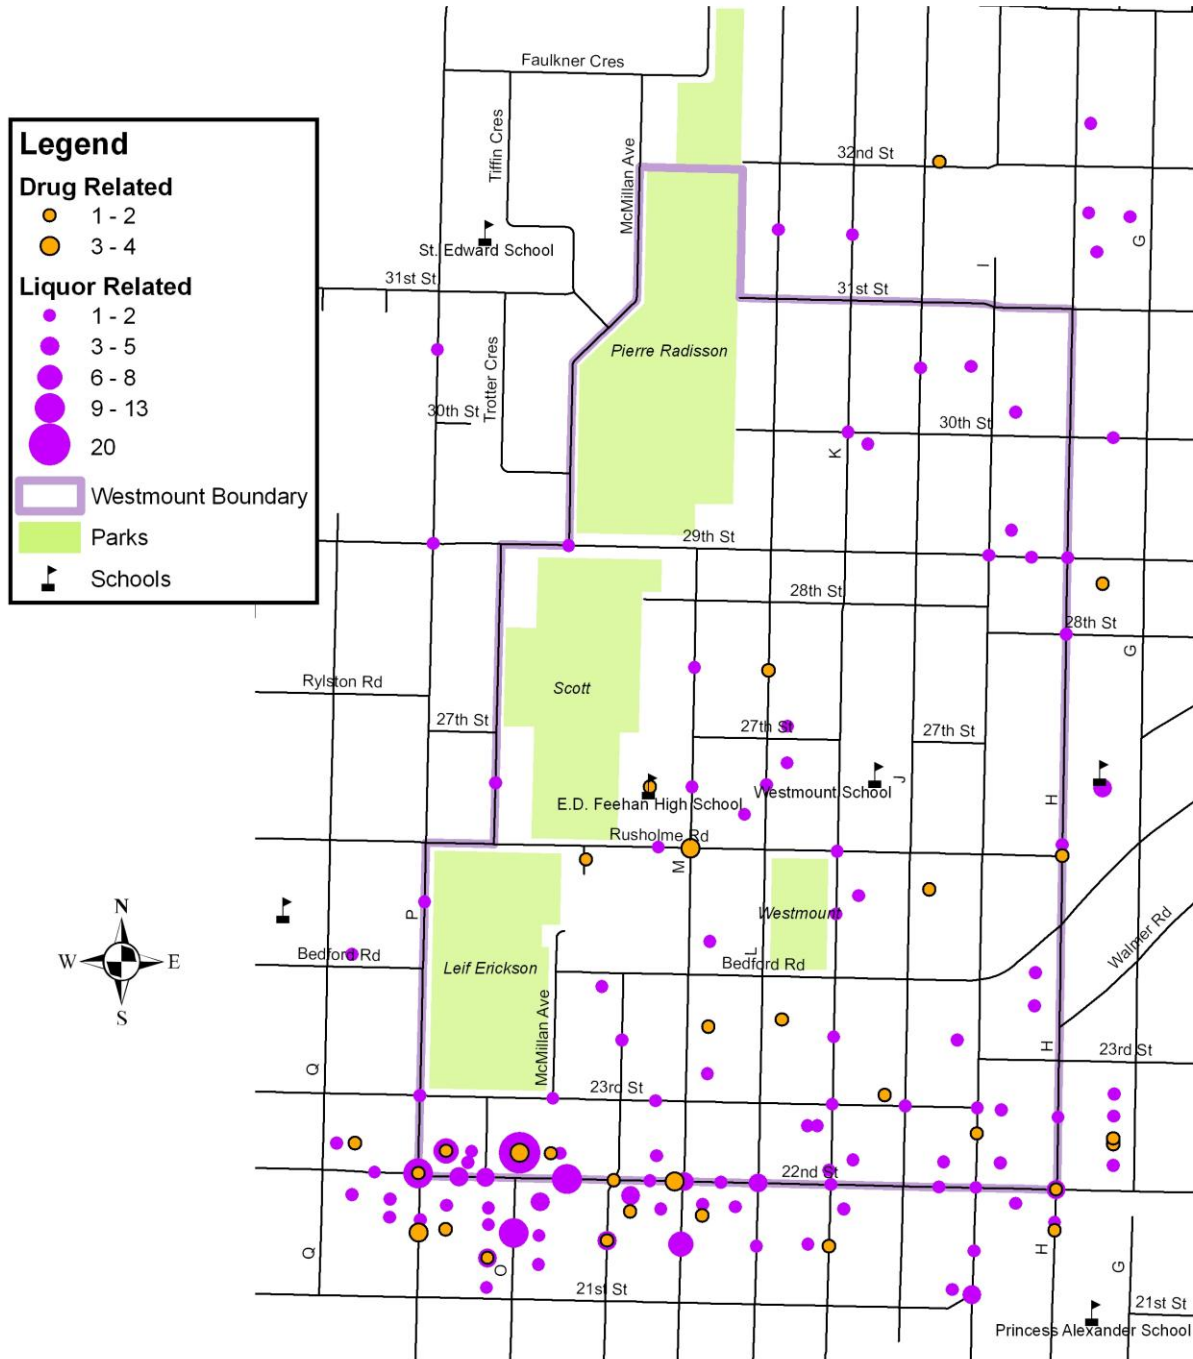 Faulkner Cres
Legend
Drug Related
1 - 2
3 - 4
Liquor Related
1 - 2
3 - 5
6 - 8
9 - 13
20
Westmount Boundary
Parks
Schools
Tiffin Cres
McMillan Ave
32nd St
St. Edward School
G
31st St
I
31st St
Pierre Radisson
Trotter Cres
30th St
30th St
K
29th St
28th St
28th St
G
Rylston Rd
Scott
27th St
27th St
27th St
J
E.D. Feehan High School
Westmount School
H
Rusholme Rd
M
P
Westmount
N
W
E
S
Bedford Rd
Leif Erickson
L
Bedford Rd
Walmer Rd
McMillan Ave
H
23rd St
Q
23rd St
22nd St
Q
O
H
G
21st St
21st St
Princess Alexander School